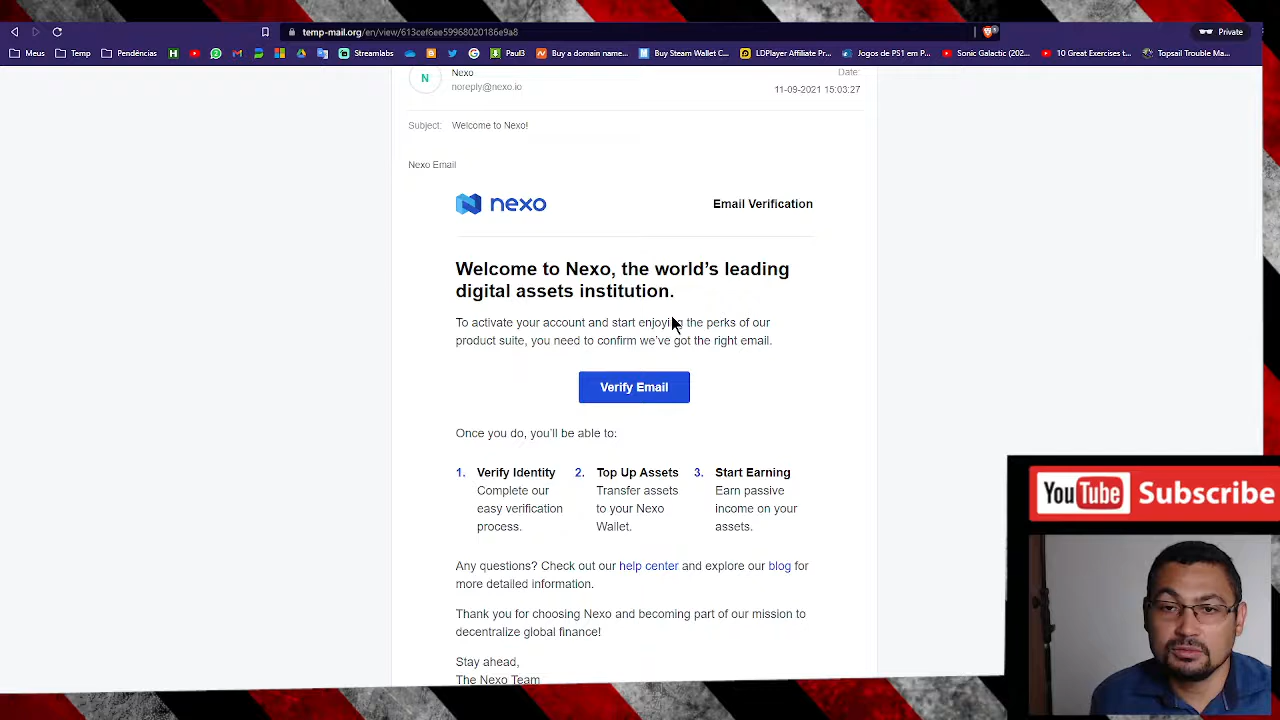 temp-mail.org/en/view/613cef6ee59968020186e9a8
Private
Meus
Temp
Pendências
Streamlabs
Paul3
Buy a domain name...
Buy Steam Wallet C...
LDPlayer Affiliate Pr...
Jogos de PS1 em P...
Sonic Galactic (202...
10 Great Exercises t...
Topsail Trouble Ma...
N
Nexo
noreply@nexo.io
Date:
11-09-2021 15:03:27
Subject: Welcome to Nexo!
Nexo Email
nexo
Email Verification
Welcome to Nexo, the world's leading
digital assets institution.
To activate your account and start enjoying the perks of our
product suite, you need to confirm we've got the right email.
Verify Email
Once you do, you'll be able to:
1. Verify Identity
Complete our
easy verification
process.
2. Top Up Assets
Transfer assets
to your Nexo
Wallet.
3. Start Earning
Earn passive
income on your
assets.
Any questions? Check out our help center and explore our blog for
more detailed information.
Thank you for choosing Nexo and becoming part of our mission to
decentralize global finance!
Stay ahead,
The Nexo Team
YouTube Subscribe